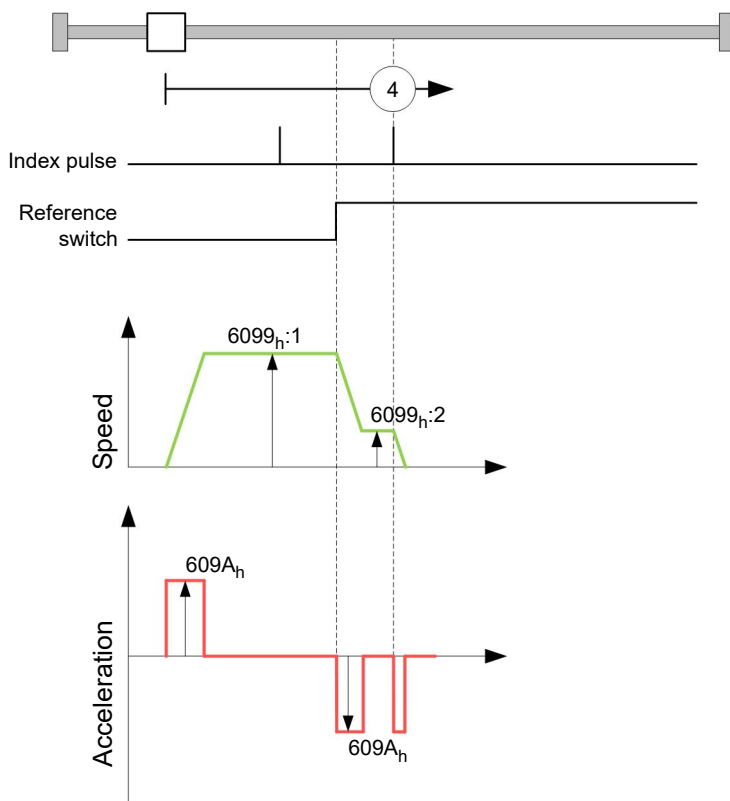 4
Index pulse
Reference
switch
6099h:1
6099h:2
Speed
609Ah
609Ah
Acceleration